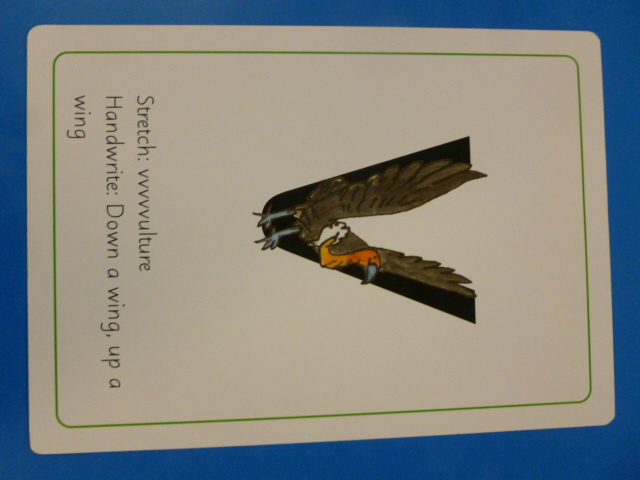 Stretch: vvvvulture
Handwrite: Down a wing, up a
wing